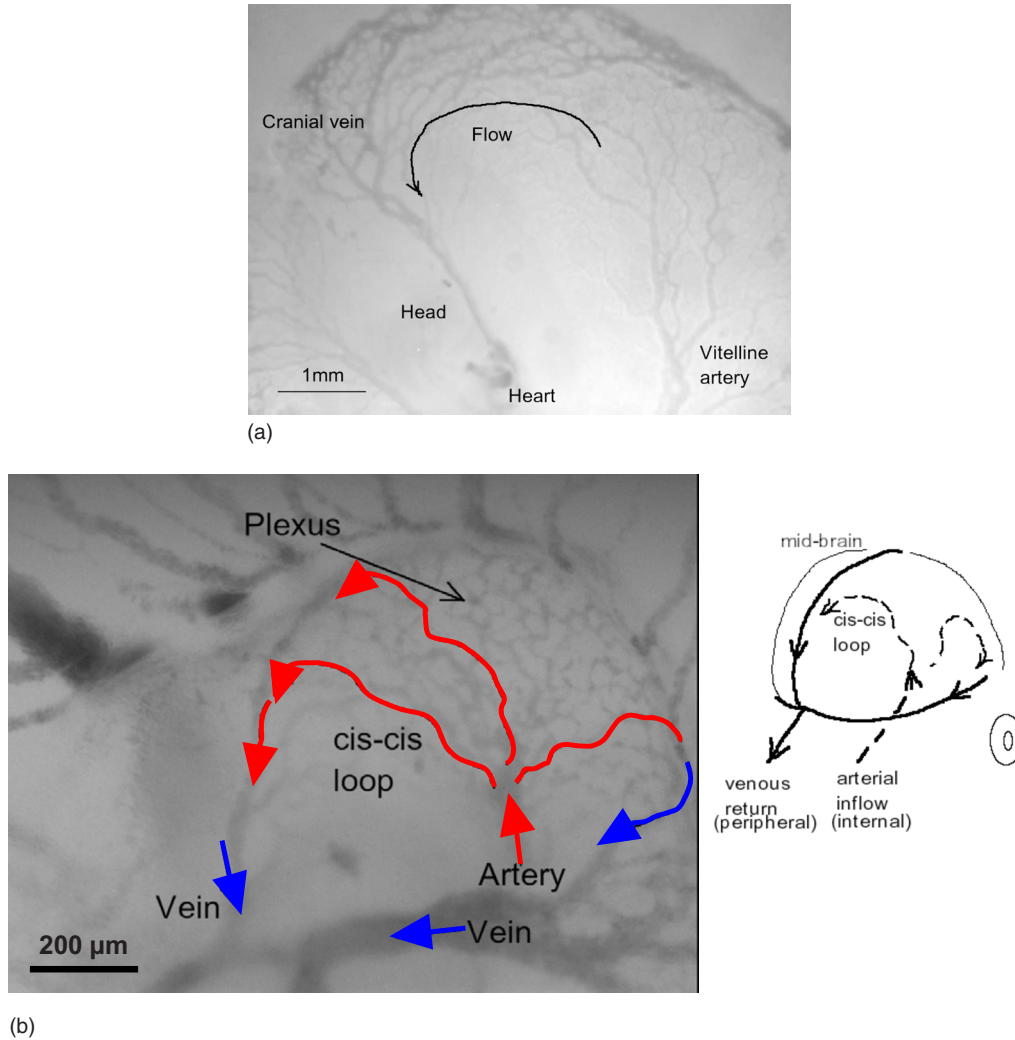 Cranial vein
Flow
Head
1mm
Vitelline
artery
Heart
(a)
Plexus
cis-cis
loop
Artery
Vein
Vein
200 µm
mid-brain
cis-cis
loop
venous
return
(peripheral)
arterial
inflow
(internal)
(b)